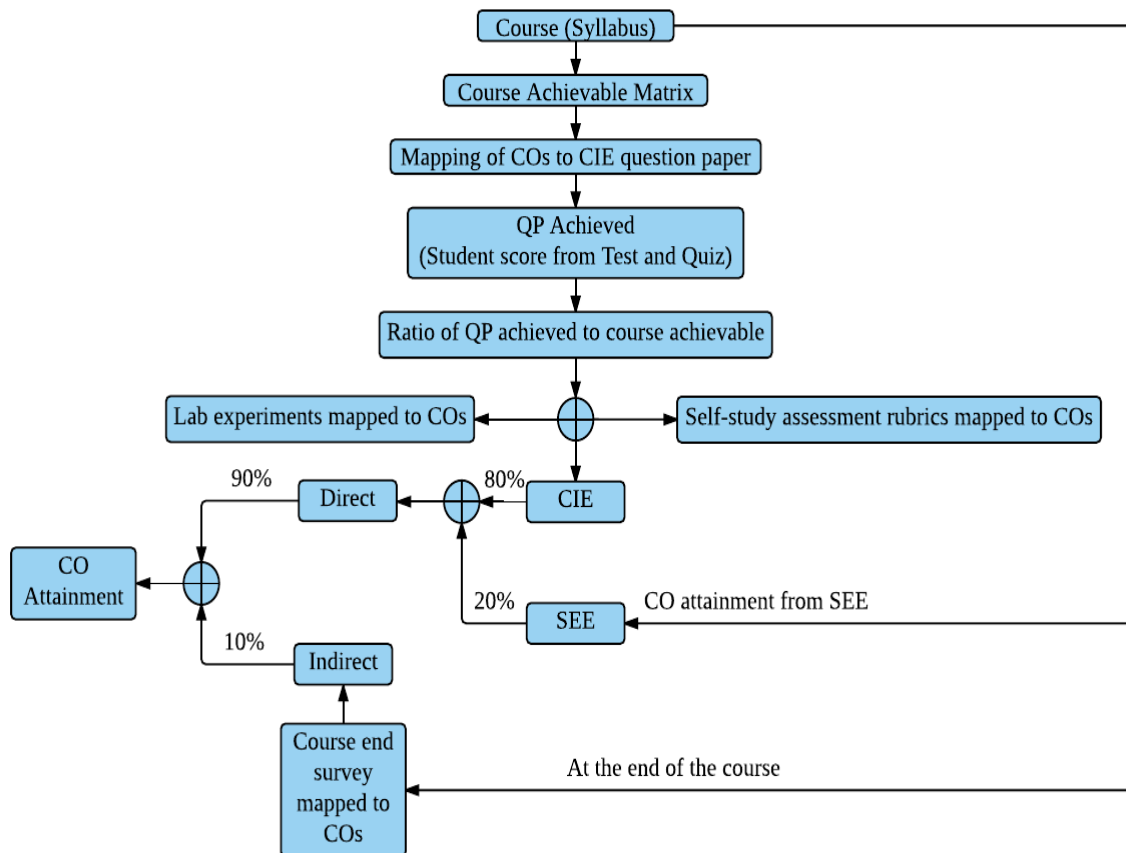 Course (Syllabus)
Course Achievable Matrix
Mapping of COs to CIE question paper
QP Achieved
(Student score from Test and Quiz)
Ratio of QP achieved to course achievable
Lab experiments mapped to COs
Self-study assessment rubrics mapped to COs
90%
Direct
80%
CIE
CO
Attainment
20%
SEE
CO attainment from SEE
10%
Indirect
Course end
survey
mapped to
COs
At the end of the course